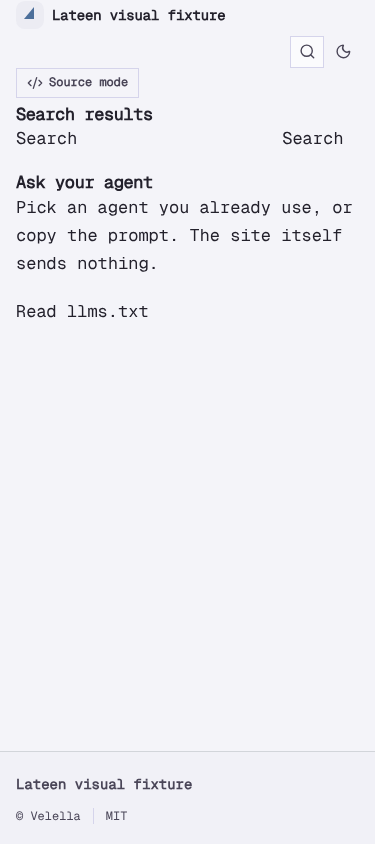 Lateen visual fixture
</> Source mode
Search results
Search Search
Ask your agent
Pick an agent you already use, or
copy the prompt. The site itself
sends nothing.
Read llms.txt
Lateen visual fixture
© Velella MIT